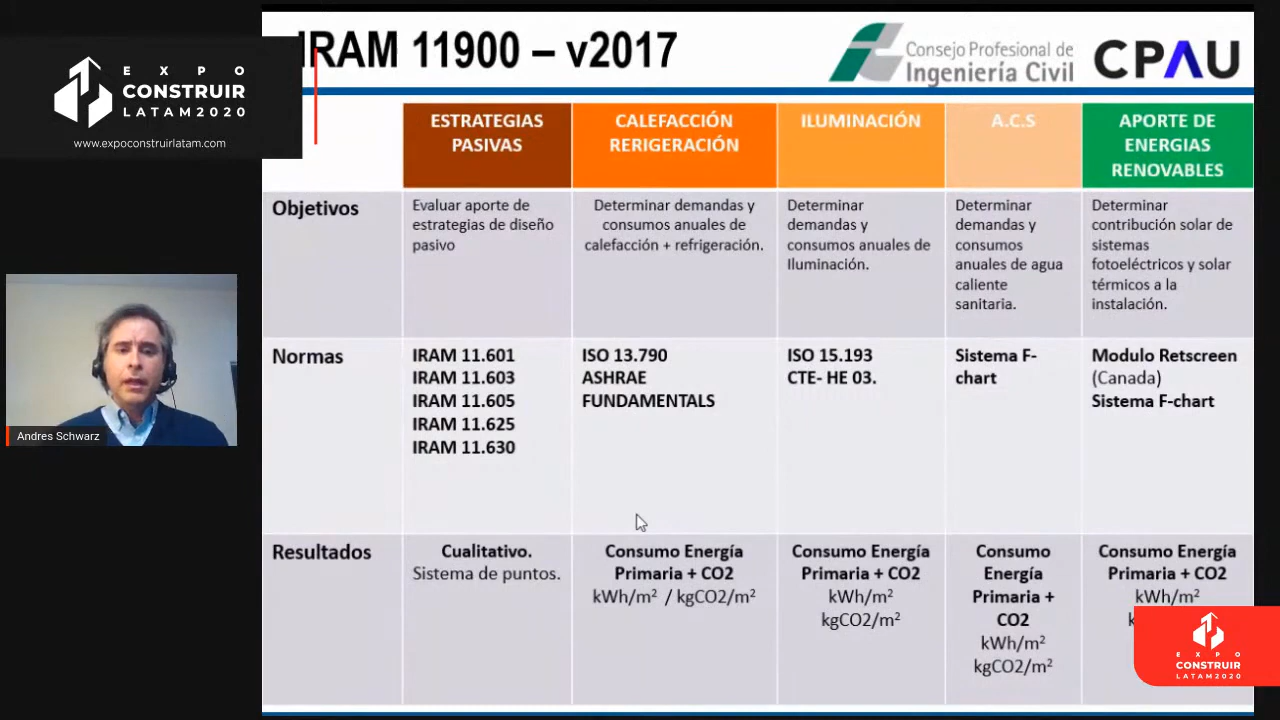 IRAM 11900 – v2017
Consejo Profesional de
Ingeniería Civil
CPAU
EXPO
CONSTRUIR
LATAM2020
www.expoconstruirlatam.com
ESTRATEGIAS
PASIVAS
CALEFACCIÓN
RERIGERACIÓN
ILUMINACIÓN
A.C.S
APORTE DE
ENERGIAS
RENOVABLES
Objetivos
Evaluar aporte de
estrategias de diseño
pasivo
Determinar demandas y
consumos anuales de
calefacción + refrigeración.
Determinar
demandas y
consumos anuales de
Iluminación.
Determinar
demandas y
consumos
anuales de agua
caliente
sanitaria.
Determinar
contribución solar de
sistemas
fotoeléctricos y solar
térmicos a la
instalación.
Normas
IRAM 11.601
IRAM 11.603
IRAM 11.605
IRAM 11.625
IRAM 11.630
ISO 13.790
ASHRAE
FUNDAMENTALS
ISO 15.193
CTE- HE 03.
Sistema F-
chart
Modulo Retscreen
(Canada)
Sistema F-chart
Resultados
Cualitativo.
Sistema de puntos.
Consumo Energía
Primaria + CO2
kWh/m² / kgCO2/m²
Consumo Energía
Primaria + CO2
kWh/m²
kgCO2/m²
Consumo
Energía
Primaria +
CO2
kWh/m²
kgCO2/m²
Consumo Energía
Primaria + CO2
kWh/m²
Andres Schwarz
EXPO
CONSTRUIR
LATAM2020